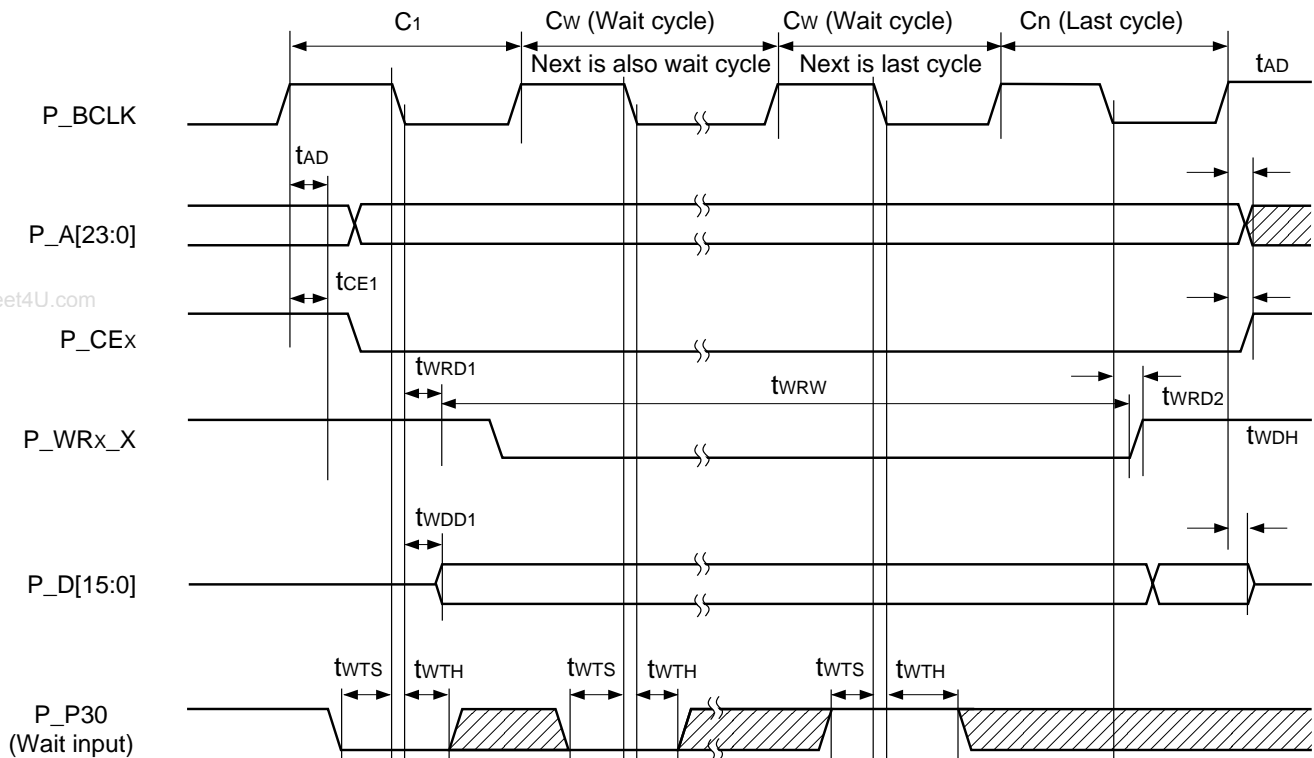 C1 Cw (Wait cycle) Cw (Wait cycle) Cn (Last cycle)
Next is also wait cycle Next is last cycle
tAD
P_BCLK
tAD
P_A[23:0]
tCE1
eet4U.com
P_CEx
tWRD1
tWRW
tWRD2
P_WRx_X
tWDH
tWDD1
P_D[15:0]
tWTS tWTH tWTS tWTH tWTS tWTH
P_P30
(Wait input)